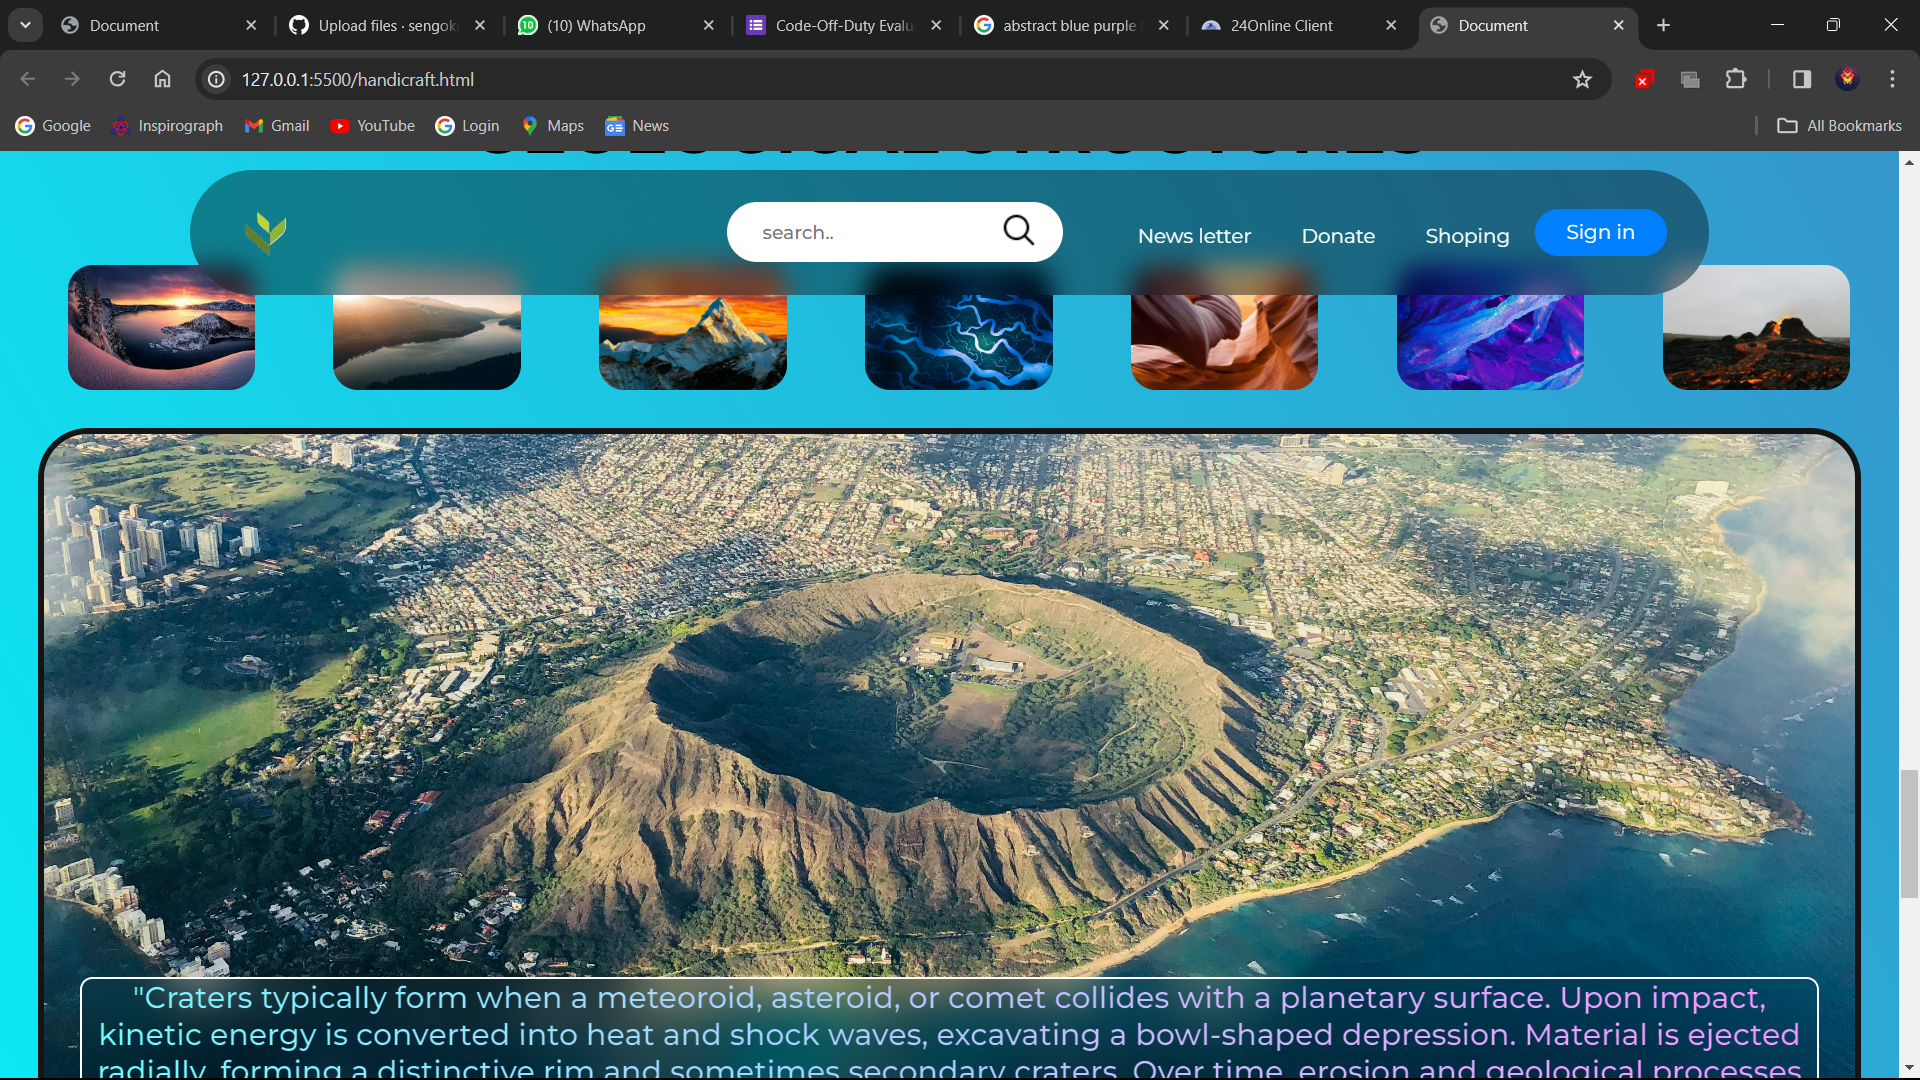 Document
Upload files · sengok
(10) WhatsApp
Code-Off-Duty Evalu
abstract blue purple
24Online Client
Document
127.0.0.1:5500/handicraft.html
Google
Inspirograph
Gmail
YouTube
Login
Maps
News
All Bookmarks
GEOLOGICAL STRUCTURES
search..
News letter
Donate
Shoping
Sign in
"Craters typically form when a meteoroid, asteroid, or comet collides with a planetary surface. Upon impact,
kinetic energy is converted into heat and shock waves, excavating a bowl-shaped depression. Material is ejected
radially, forming a distinctive rim and sometimes secondary craters. Over time, erosion and geological processes